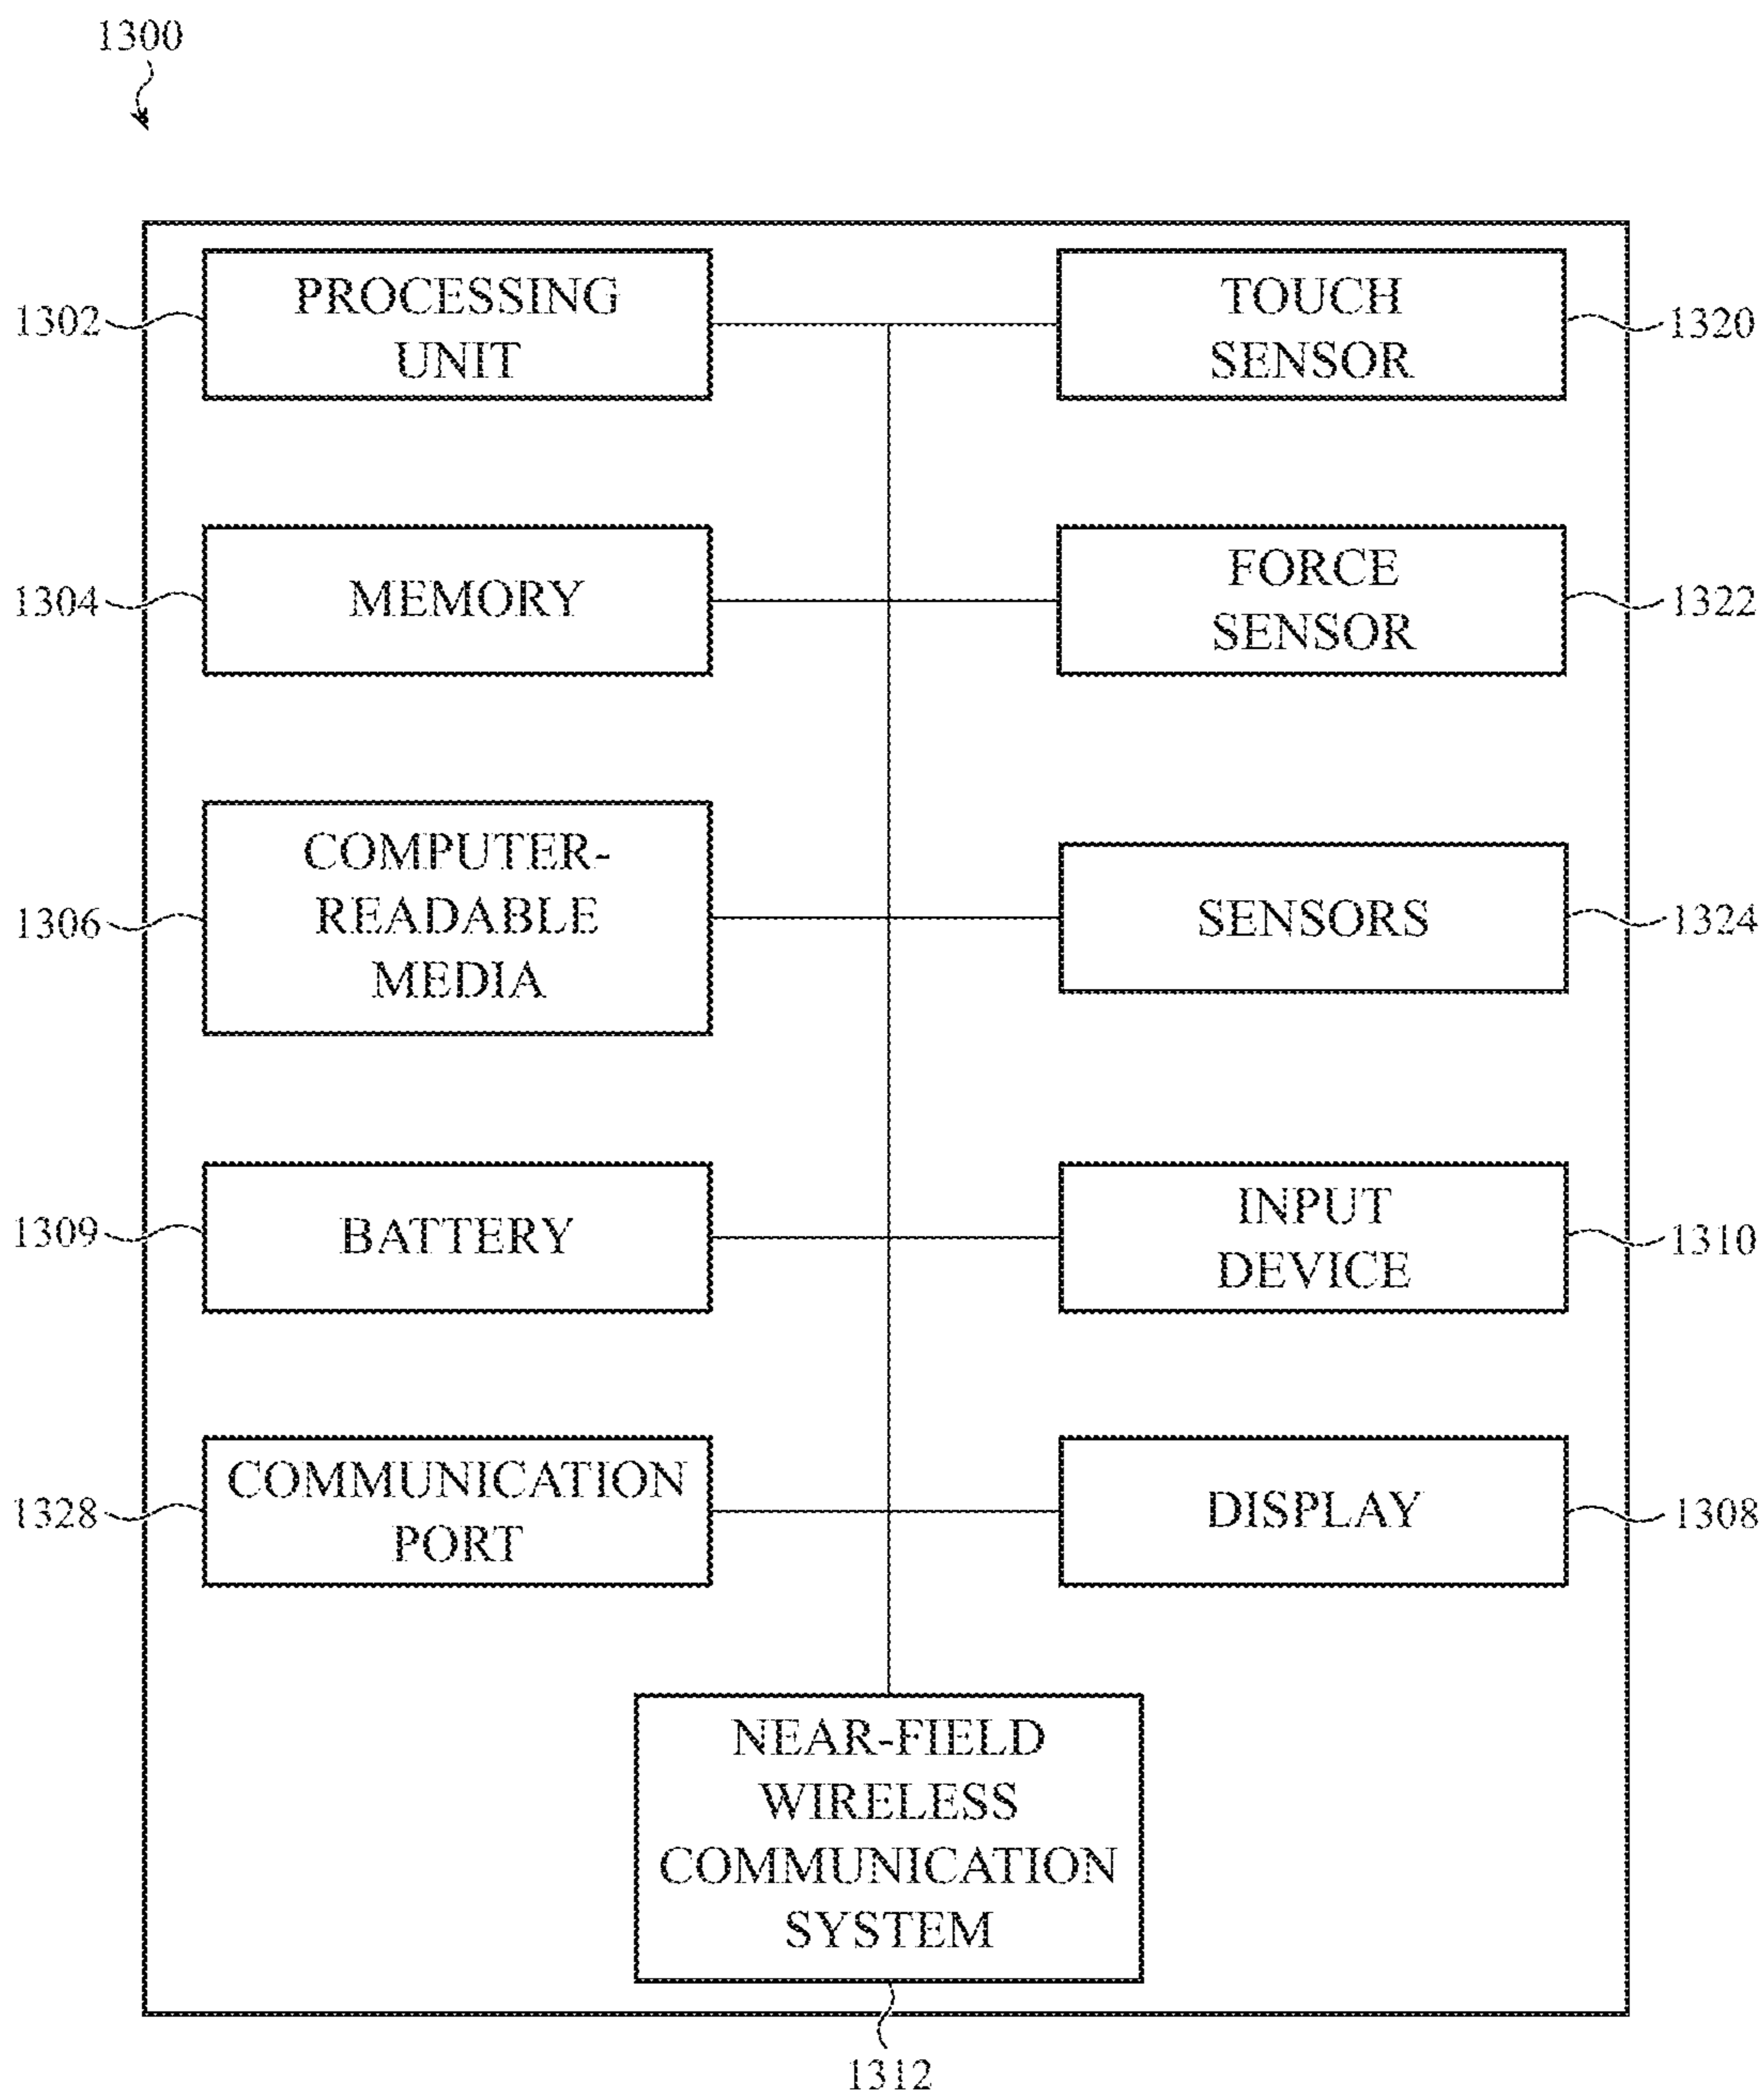 1300
1302
PROCESSING
UNIT
TOUCH
SENSOR
1320
1304
MEMORY
FORCE
SENSOR
1322
1306
COMPUTER-
READABLE
MEDIA
SENSORS
1324
1309
BATTERY
INPUT
DEVICE
1310
1328
COMMUNICATION
PORT
DISPLAY
1308
NEAR-FIELD
WIRELESS
COMMUNICATION
SYSTEM
1312